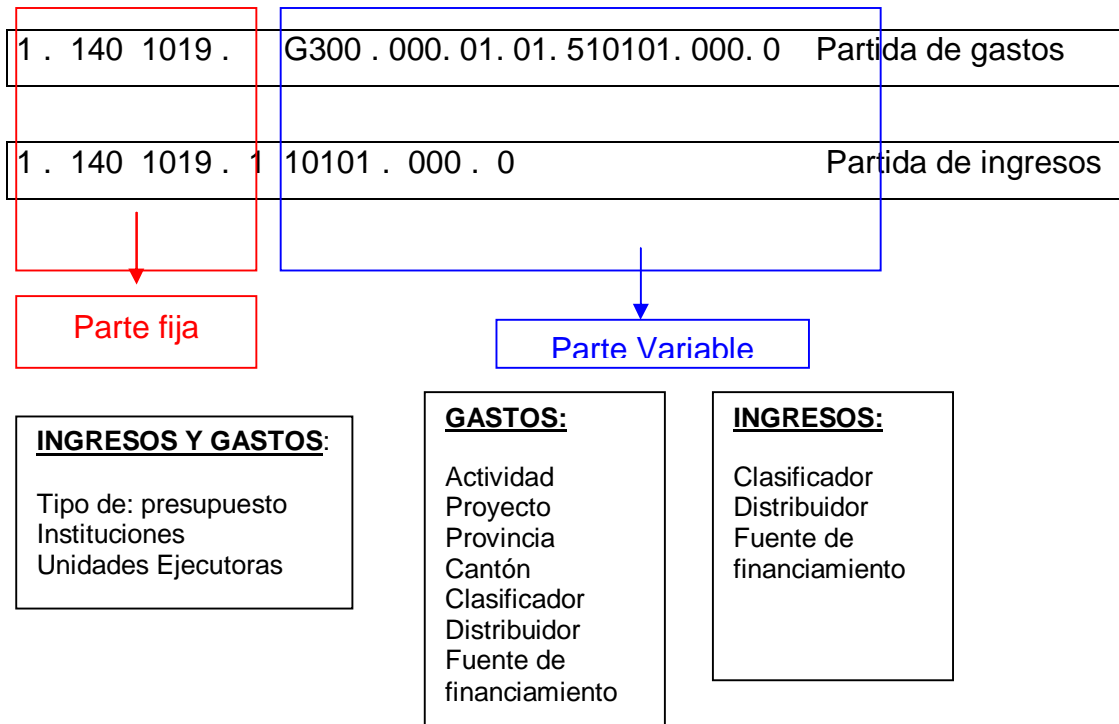 1 . 140 1019 . G300 . 000. 01. 01. 510101. 000. 0 Partida de gastos
1 . 140 1019 . 1 10101 . 000 . 0 Partida de ingresos
Parte fija
Parte Variable
INGRESOS Y GASTOS:
Tipo de: presupuesto
Instituciones
Unidades Ejecutoras
GASTOS:
Actividad
Proyecto
Provincia
Cantón
Clasificador
Distribuidor
Fuente de
financiamiento
INGRESOS:
Clasificador
Distribuidor
Fuente de
financiamiento